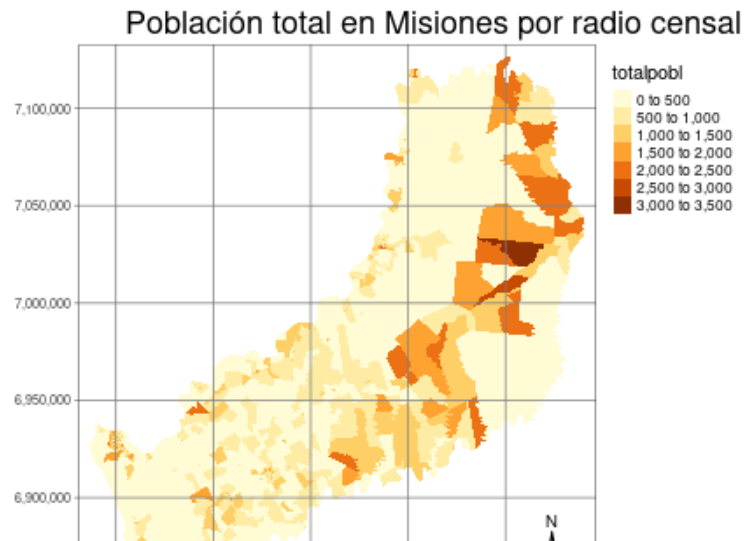 Población total en Misiones por radio censal
totalpobl
0 to 500
500 to 1,000
1,000 to 1,500
1,500 to 2,000
2,000 to 2,500
2,500 to 3,000
3,000 to 3,500
7,100,000
7,050,000
7,000,000
6,950,000
6,900,000
N